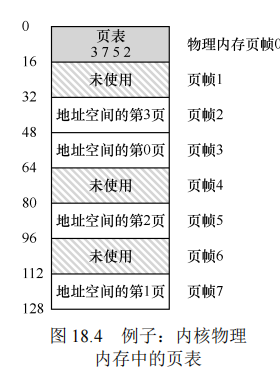 0
页表
3 7 5 2
物理内存页帧0
16
未使用
页帧1
32
地址空间的第3页
页帧2
48
地址空间的第0页
页帧3
64
未使用
页帧4
80
地址空间的第2页
页帧5
96
未使用
页帧6
112
地址空间的第1页
页帧7
128
图 18.4 例子：内核物理
内存中的页表